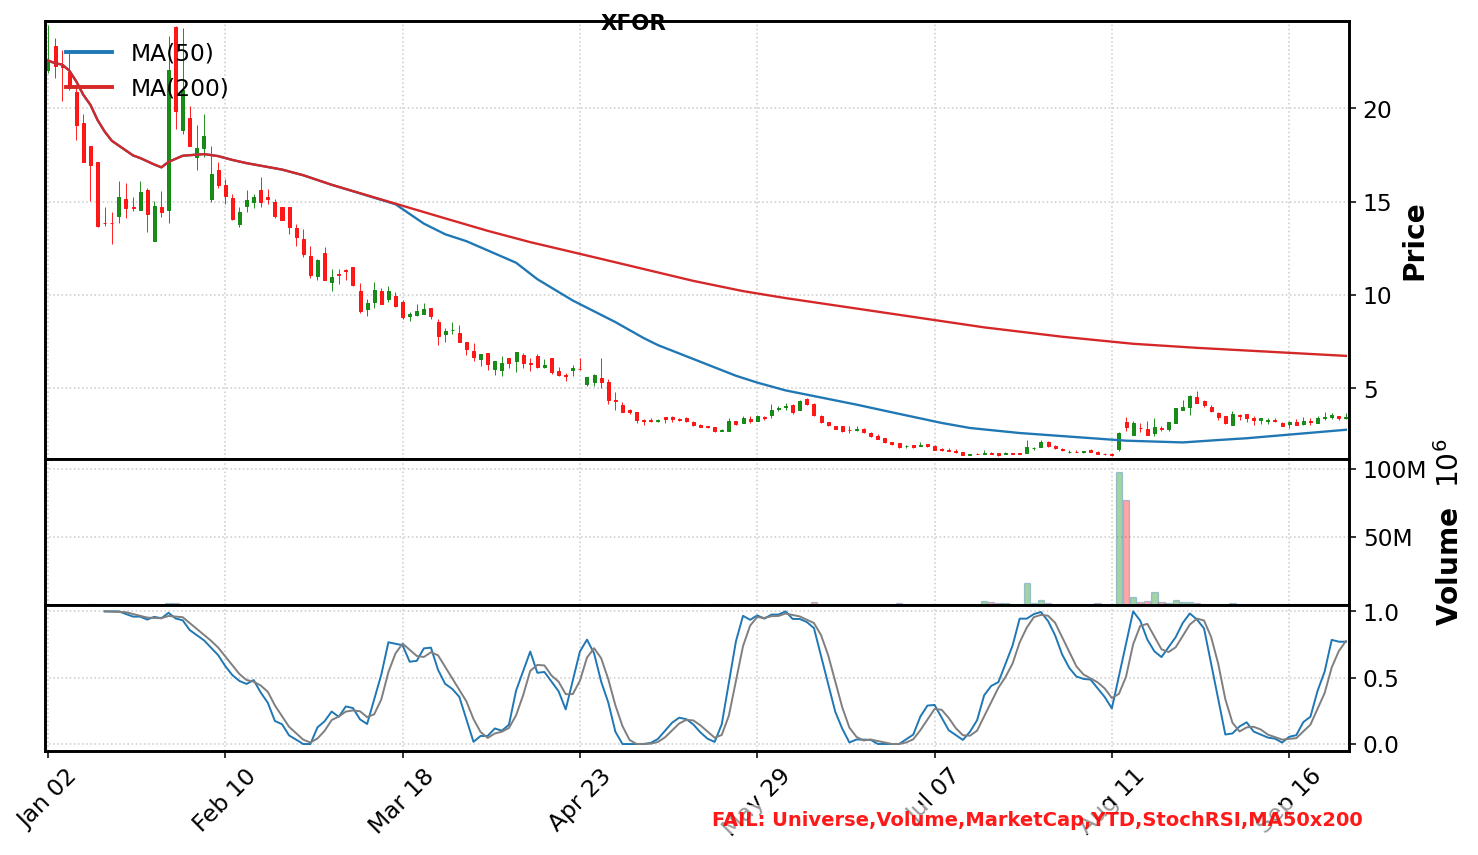 XFOR
MA(50)
MA(200)
20
15
10
5
Price
100M
50M
Volume 10^6
1.0
0.5
0.0
Jan 02
Feb 10
Mar 18
Apr 23
May 29
Jul 07
Aug 11
Sep 16
FAIL: Universe,Volume,MarketCap,YTD,StochRSI,MA50x200